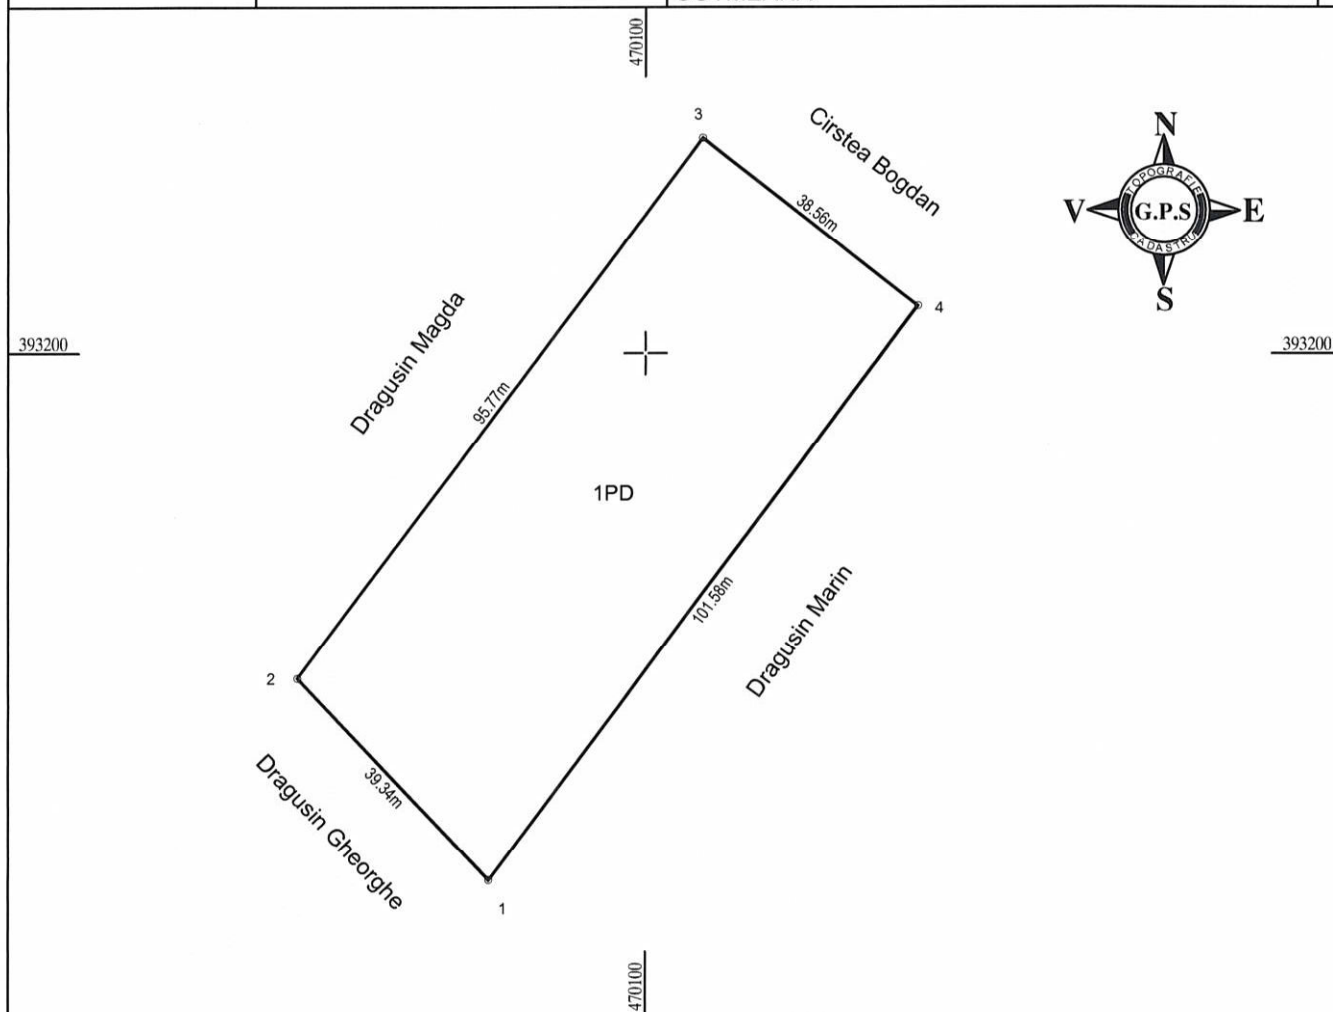 470100
3
Cirstea Bogdan
38.56m
N
TOPOGRAFIE
V
G.P.S
E
CADASTRU
S
4
393200
393200
Dragusin Magda
95.77m
1PD
101.58m
Dragusin Marin
2
39.34m
Dragusin Gheorghe
1
470100